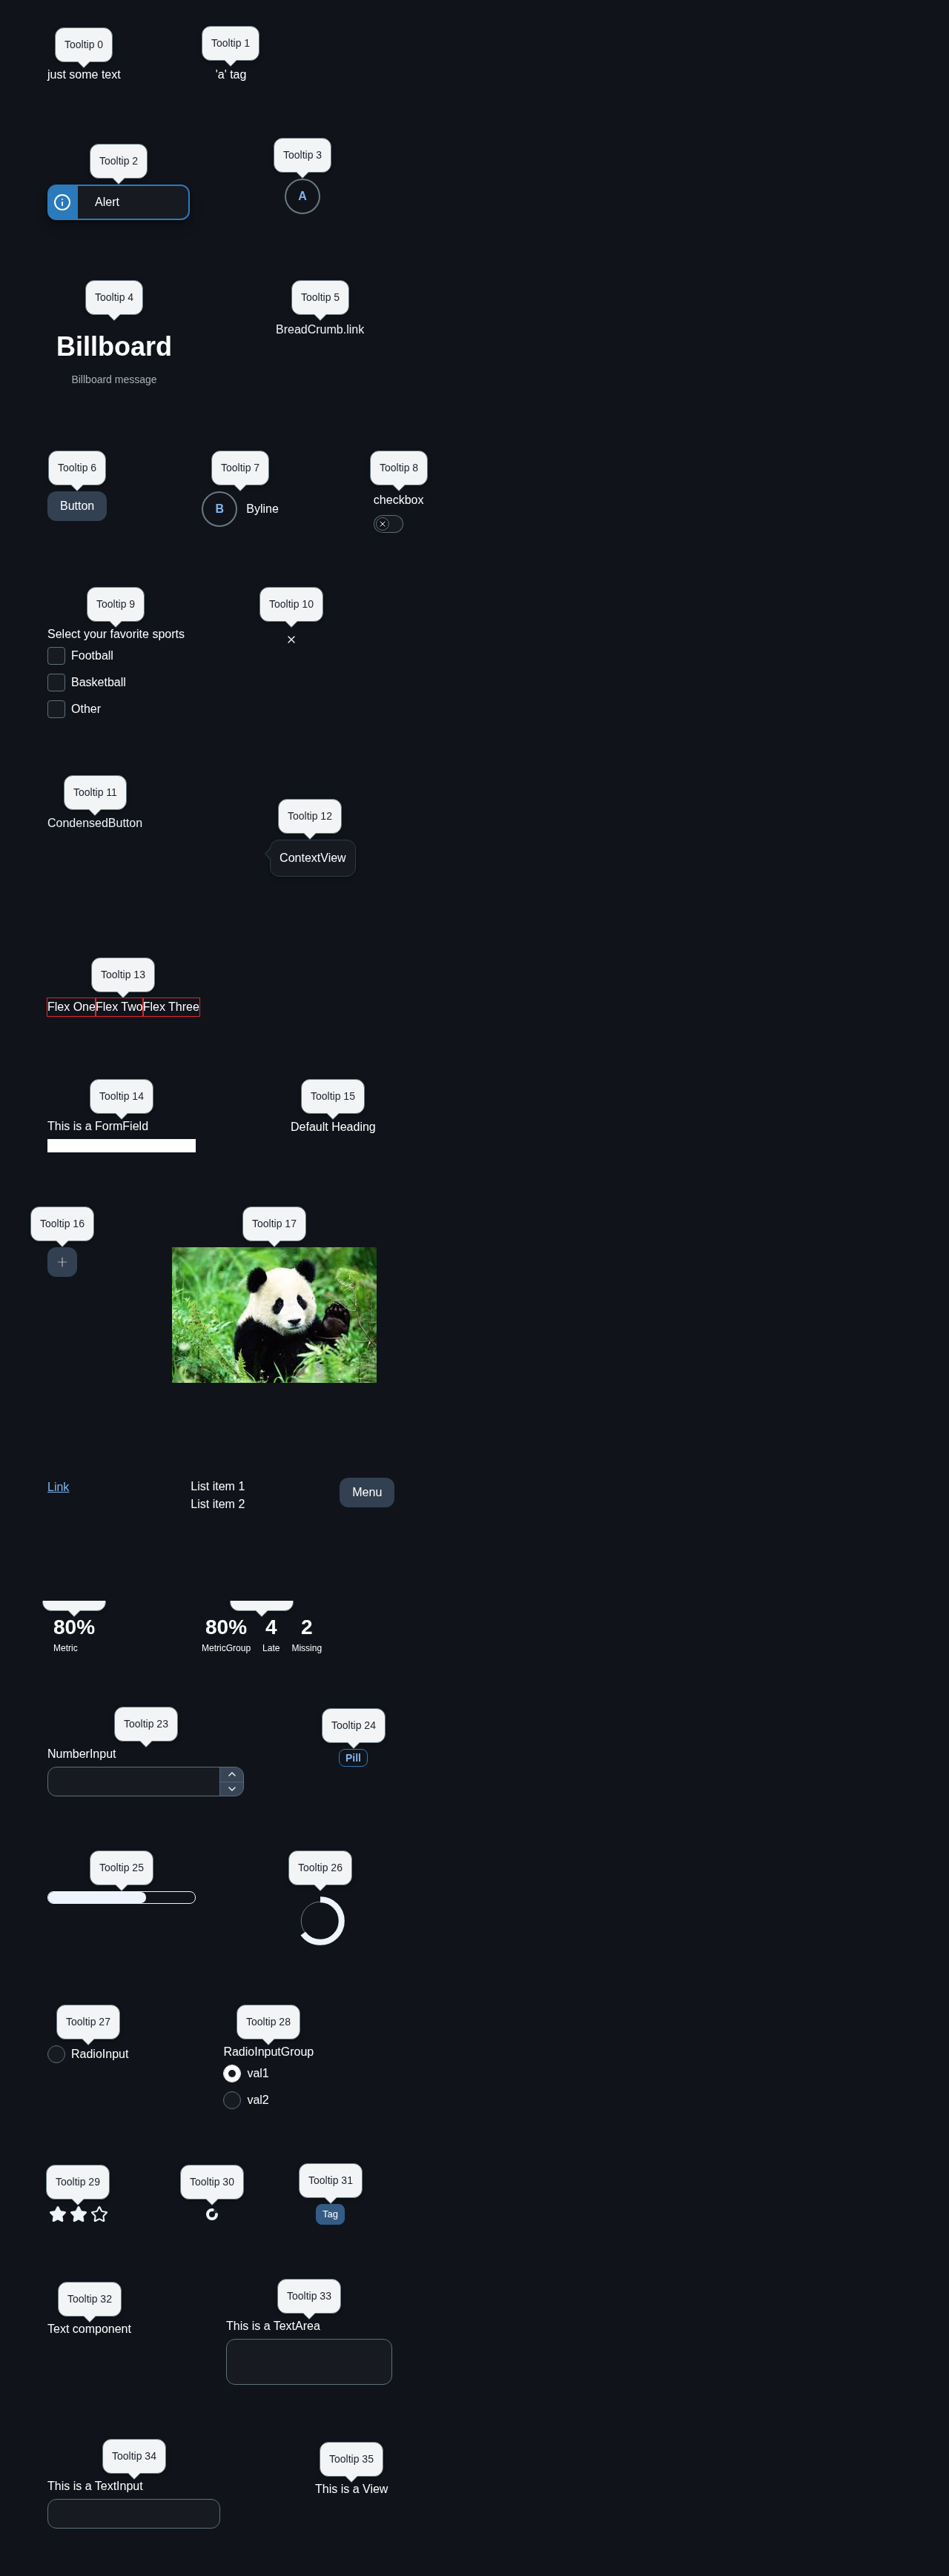 Tooltip 0
Tooltip 1
just some text
'a' tag
Tooltip 2
Tooltip 3
Alert
A
Tooltip 4
Tooltip 5
Billboard
BreadCrumb.link
Billboard message
Tooltip 6
Tooltip 7
Tooltip 8
Button
B
Byline
checkbox
Tooltip 9
Tooltip 10
Select your favorite sports
Football
Basketball
Other
Tooltip 11
CondensedButton
Tooltip 12
ContextView
Tooltip 13
Flex One
Flex Two
Flex Three
Tooltip 14
Tooltip 15
This is a FormField
Default Heading
Tooltip 16
Tooltip 17
Link
List item 1
List item 2
Menu
80%
Metric
80%
4
2
MetricGroup
Late
Missing
Tooltip 23
Tooltip 24
NumberInput
Pill
Tooltip 25
Tooltip 26
Tooltip 27
Tooltip 28
RadioInput
RadioInputGroup
val1
val2
Tooltip 29
Tooltip 30
Tooltip 31
Tag
Tooltip 32
Tooltip 33
Text component
This is a TextArea
Tooltip 34
Tooltip 35
This is a TextInput
This is a View